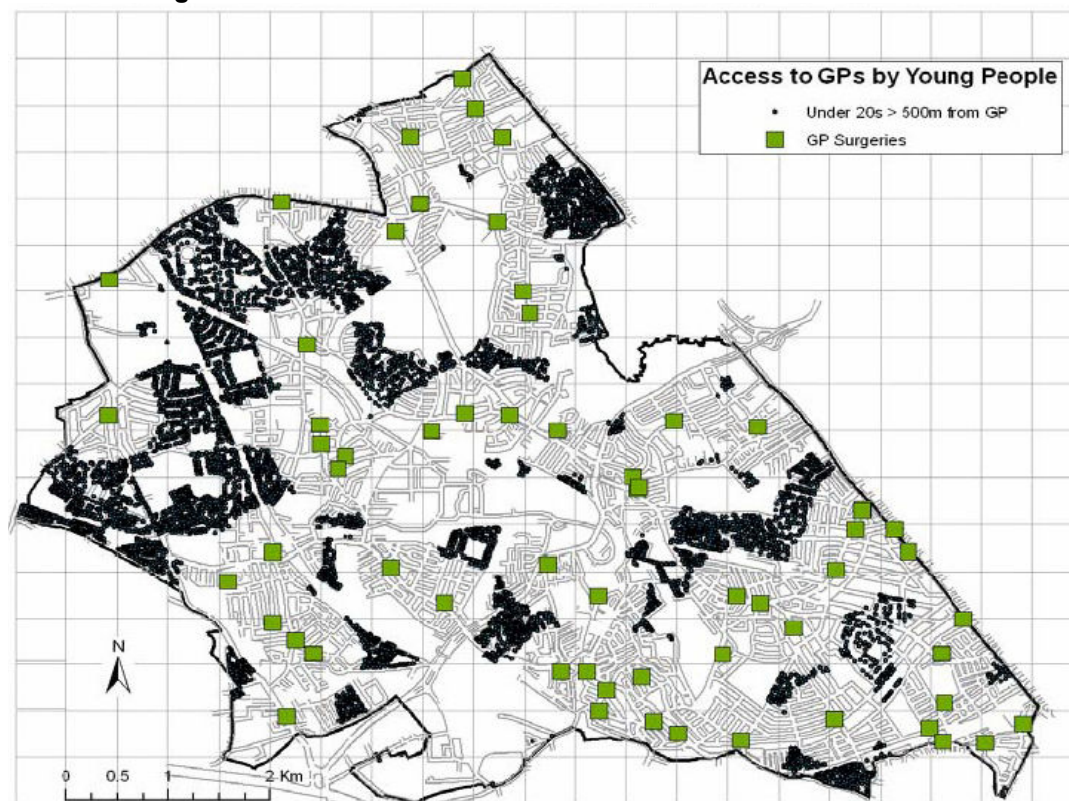 Access to GPs by Young People
Under 20s > 500m from GP
GP Surgeries
N
0 0.5 1 2 Km